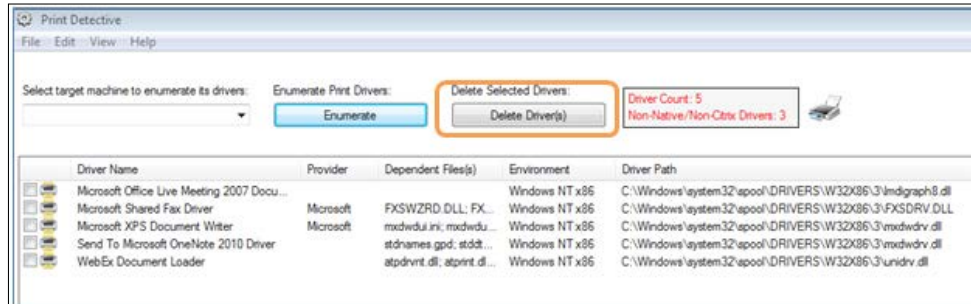 Print Detective
File Edit View Help
Select target machine to enumerate its drivers: Enumerate Print Drivers: Delete Selected Drivers:
Enumerate Delete Driver(s)
Driver Count: 5
Non-Native/Non-Citrix Drivers: 3
Driver Name Provider Dependent Files(s) Environment Driver Path
Microsoft Office Live Meeting 2007 Docu... Windows NT x86 C:\Windows\system32\spool\DRIVERS\W32X86\3\lmdigraph8.dll
Microsoft Shared Fax Driver Microsoft FXSWZRD.DLL; FX... Windows NT x86 C:\Windows\system32\spool\DRIVERS\W32X86\3\FXSDRV.DLL
Microsoft XPS Document Writer Microsoft mxdwdui.ini; mxdwdu... Windows NT x86 C:\Windows\system32\spool\DRIVERS\W32X86\3\mxdwdrv.dll
Send To Microsoft OneNote 2010 Driver stdnames.gpd; stddt... Windows NT x86 C:\Windows\system32\spool\DRIVERS\W32X86\3\mxdwdrv.dll
WebEx Document Loader atpdrvnt.dll; atprint.dl... Windows NT x86 C:\Windows\system32\spool\DRIVERS\W32X86\3\unidrv.dll